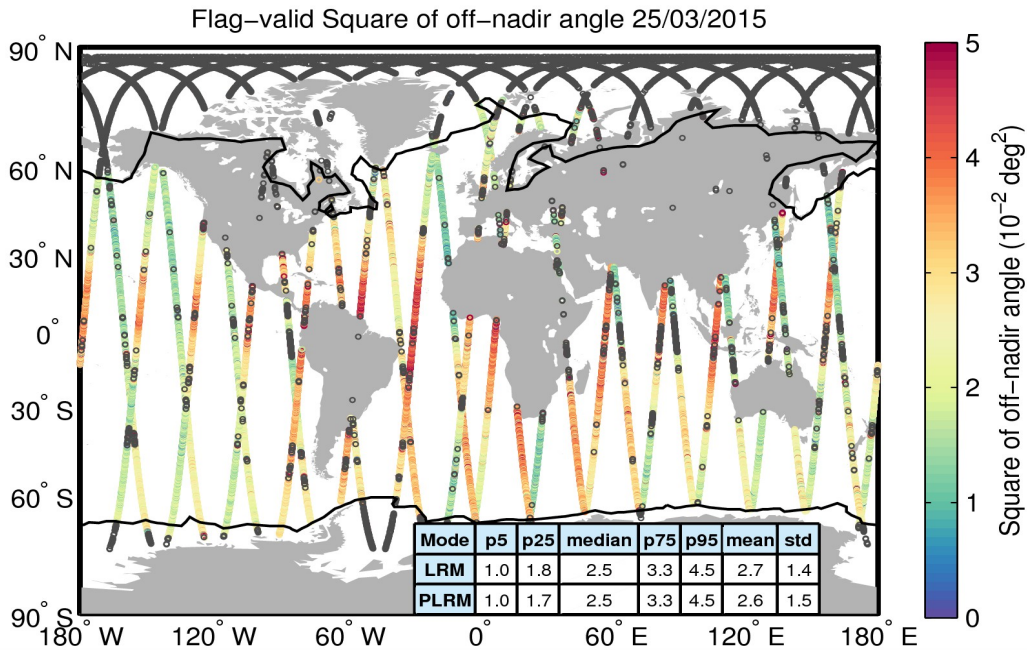 Flag−valid Square of off−nadir angle 25/03/2015
90° N
60° N
30° N
0°
30° S
60° S
90° S
180° W
120° W
60° W
0°
60° E
120° E
180° E
Mode p5 p25 median p75 p95 mean std
LRM 1.0 1.8 2.5 3.3 4.5 2.7 1.4
PLRM 1.0 1.7 2.5 3.3 4.5 2.6 1.5
5
4
3
2
1
0
Square of off−nadir angle (10⁻² deg²)